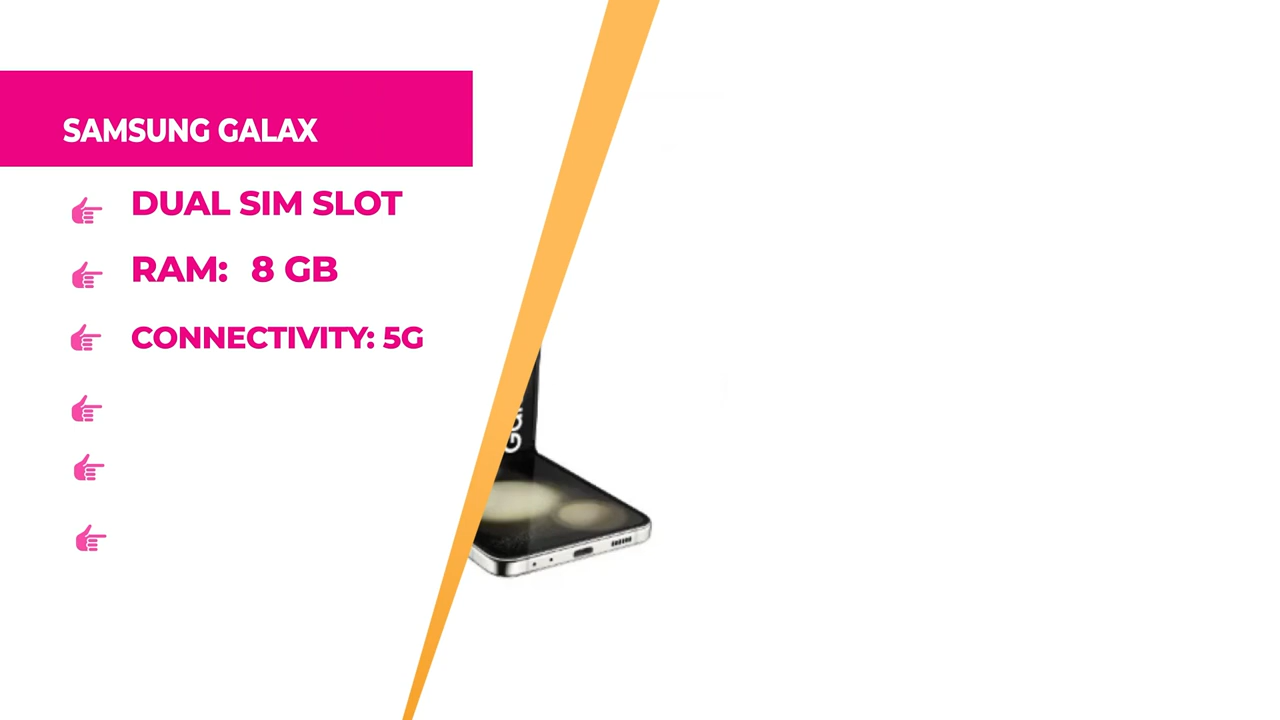 SAMSUNG GALAX
DUAL SIM SLOT
RAM: 8 GB
CONNECTIVITY: 5G